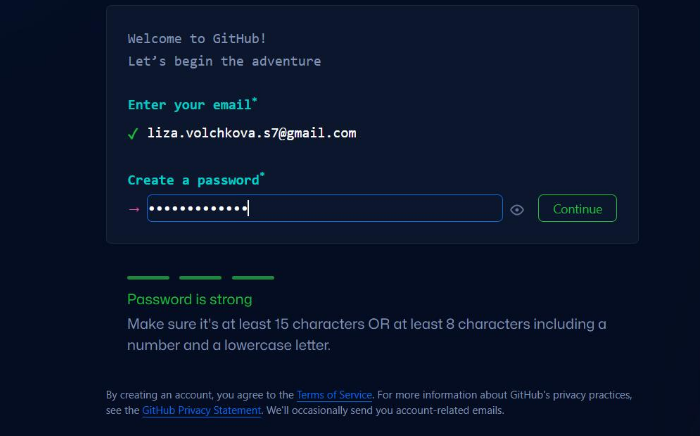 Welcome to GitHub!
Let’s begin the adventure
Enter your email*
✓ liza.volchkova.s7@gmail.com
Create a password*
→ ••••••••••••• Continue
Password is strong
Make sure it's at least 15 characters OR at least 8 characters including a
number and a lowercase letter.
By creating an account, you agree to the Terms of Service. For more information about GitHub's privacy practices,
see the GitHub Privacy Statement. We'll occasionally send you account-related emails.